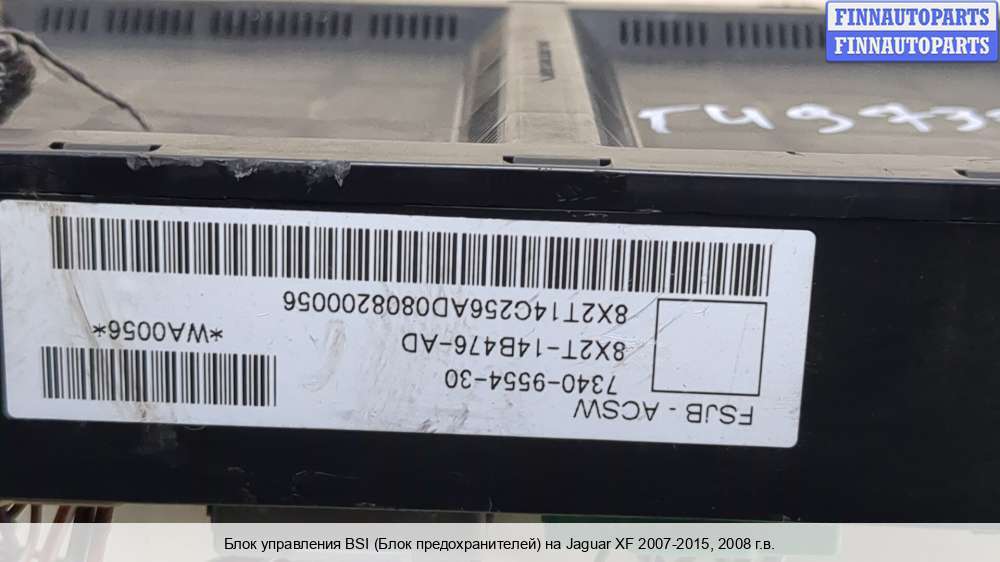 FINNAUTOPARTS
FINNAUTOPARTS
FSJB - ACSW
7340-9554-30
8X2T-14B476-AD
8X2T14C256AD0808200056
*WA0056*
Блок управления BSI (Блок предохранителей) на Jaguar XF 2007-2015, 2008 г.в.